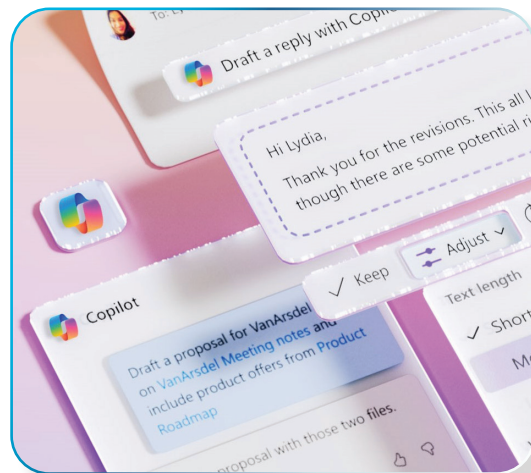 To: Ly
Draft a reply with Copilot
Hi Lydia,
Thank you for the revisions. This all
though there are some potential
Keep
Adjust
Text length
Short
Copilot
Draft a proposal for VanArsdel
on VanArsdel Meeting notes and
include product offers from Product
Roadmap
proposal with those two files.